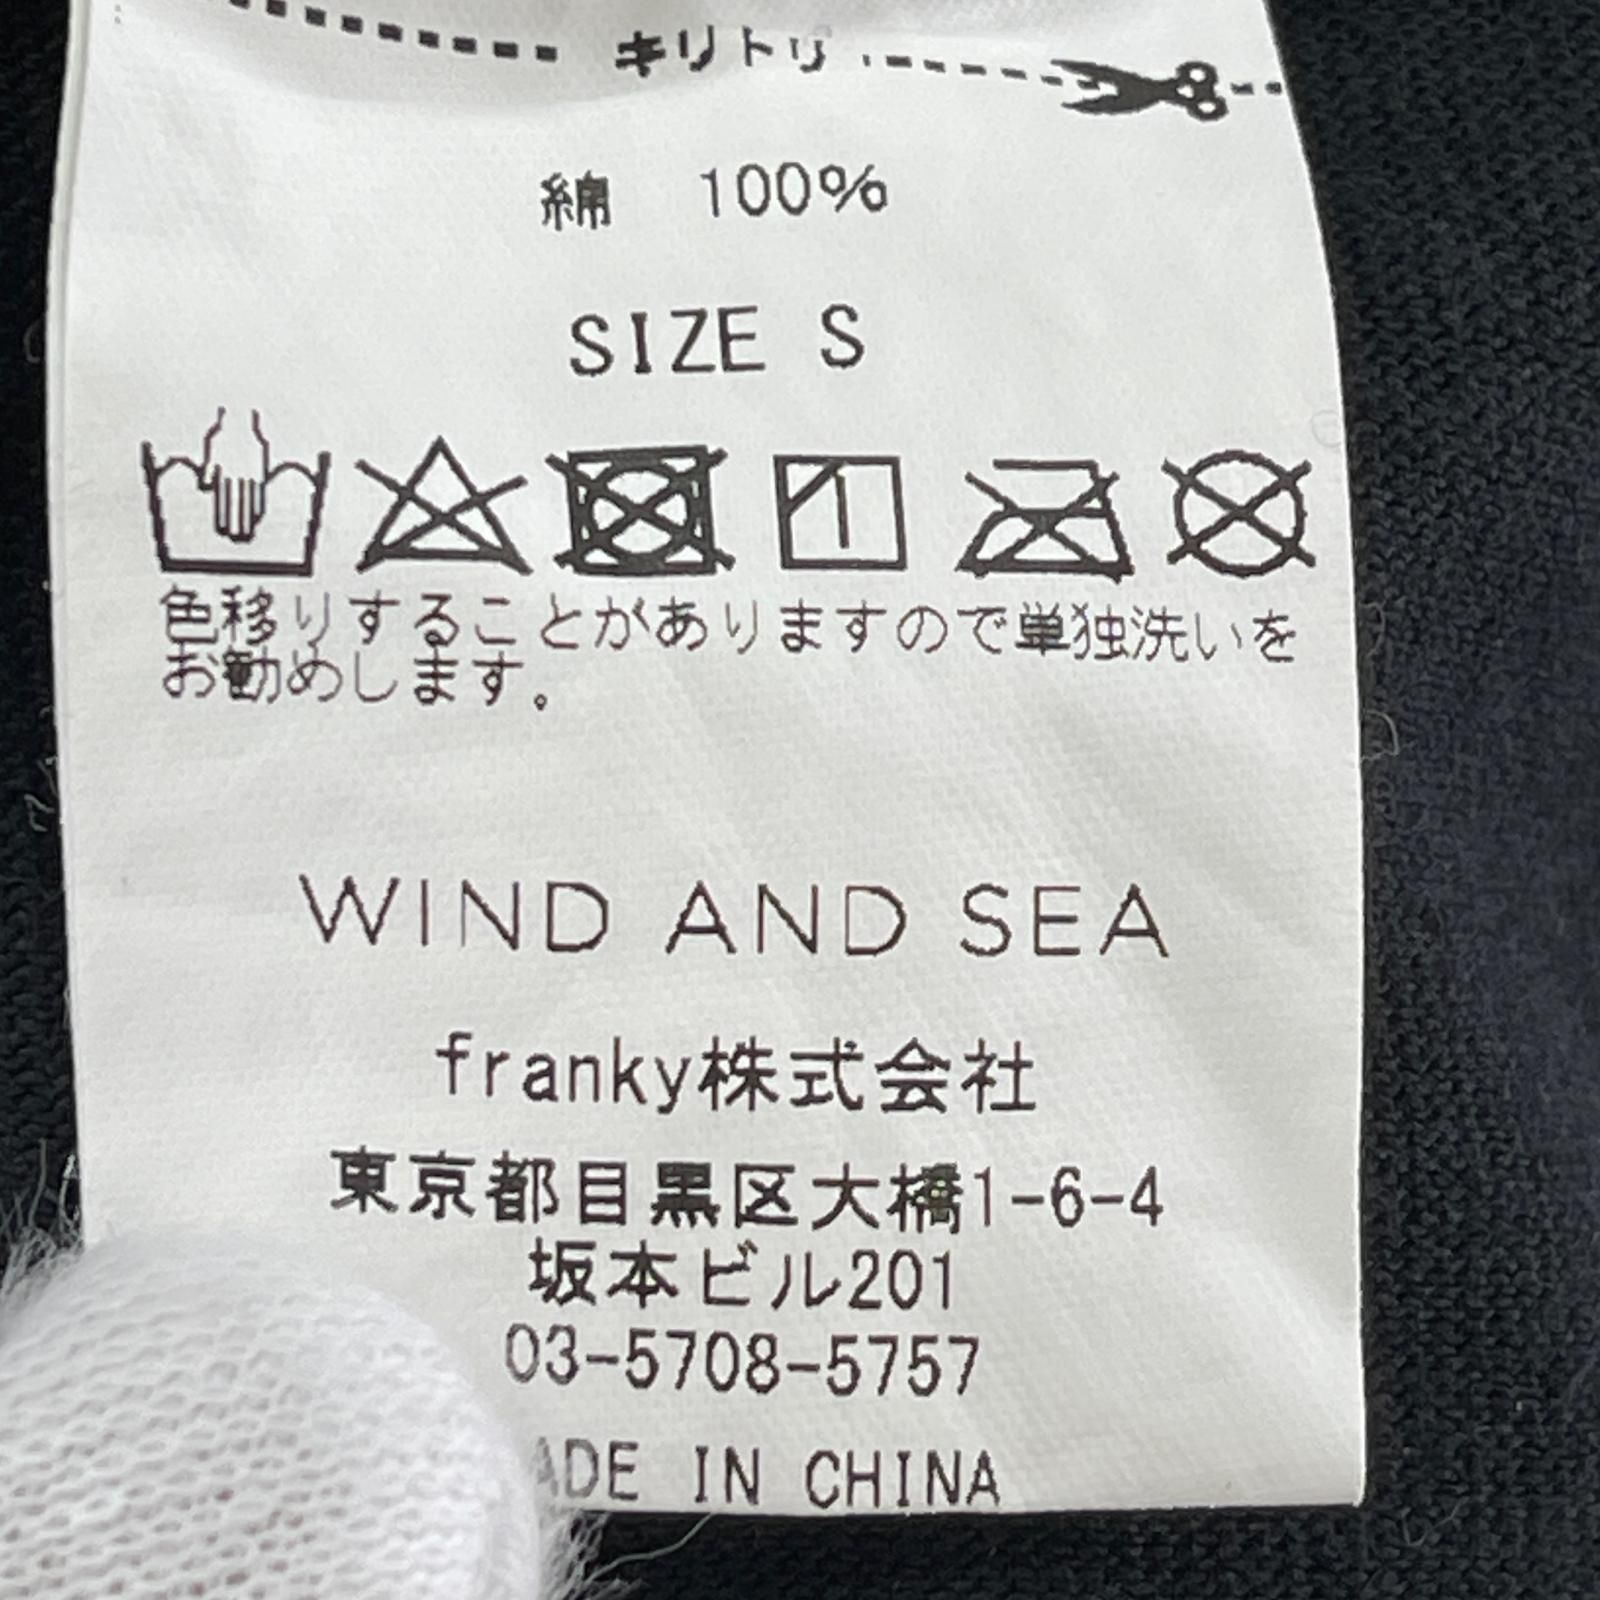 キリトリ
綿 100%
SIZE S
色移りすることがありますので単独洗いを
お勧めします。
WIND AND SEA
franky株式会社
東京都目黒区大橋1-6-4
坂本ビル201
03-5708-5757
ADE IN CHINA